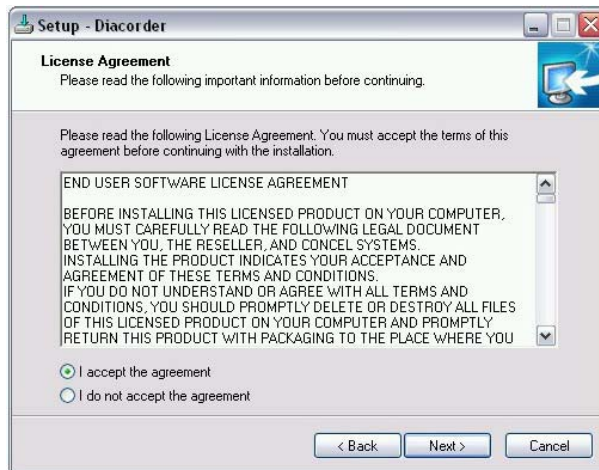 Setup - Diacorder
License Agreement
Please read the following important information before continuing.
Please read the following License Agreement. You must accept the terms of this
agreement before continuing with the installation.
END USER SOFTWARE LICENSE AGREEMENT
BEFORE INSTALLING THIS LICENSED PRODUCT ON YOUR COMPUTER,
YOU MUST CAREFULLY READ THE FOLLOWING LEGAL DOCUMENT
BETWEEN YOU, THE RESELLER, AND CONCEL SYSTEMS.
INSTALLING THE PRODUCT INDICATES YOUR ACCEPTANCE AND
AGREEMENT OF THESE TERMS AND CONDITIONS.
IF YOU DO NOT UNDERSTAND OR AGREE WITH ALL TERMS AND
CONDITIONS, YOU SHOULD PROMPTLY DELETE OR DESTROY ALL FILES
OF THIS LICENSED PRODUCT ON YOUR COMPUTER AND PROMPTLY
RETURN THIS PRODUCT WITH PACKAGING TO THE PLACE WHERE YOU
I accept the agreement
I do not accept the agreement
< Back
Next >
Cancel